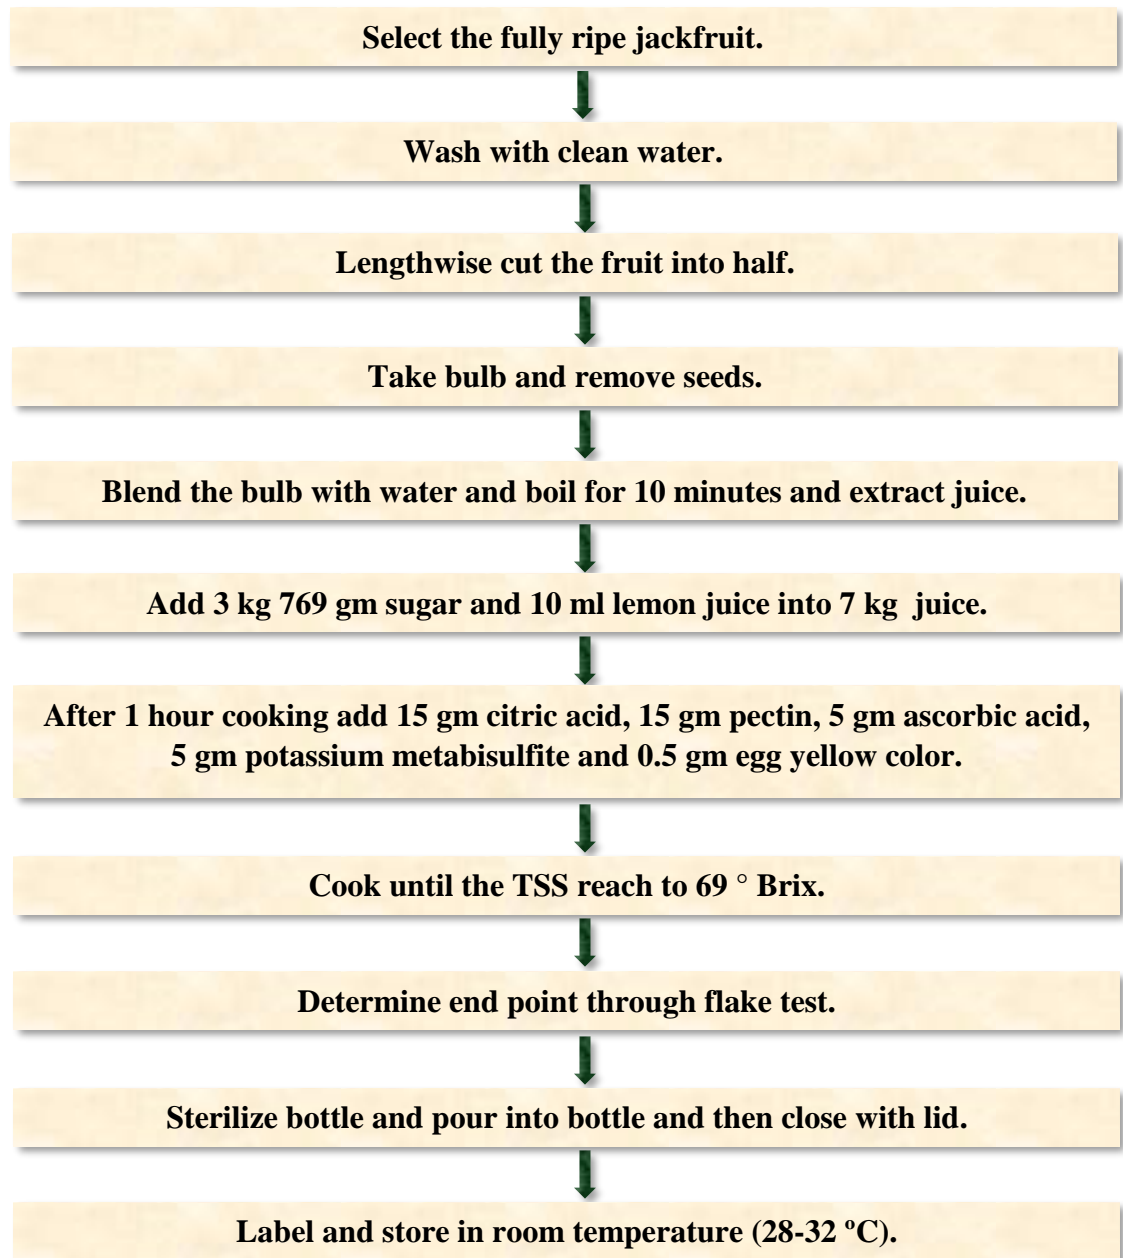 Select the fully ripe jackfruit.
Wash with clean water.
Lengthwise cut the fruit into half.
Take bulb and remove seeds.
Blend the bulb with water and boil for 10 minutes and extract juice.
Add 3 kg 769 gm sugar and 10 ml lemon juice into 7 kg  juice.
After 1 hour cooking add 15 gm citric acid, 15 gm pectin, 5 gm ascorbic acid,
5 gm potassium metabisulfite and 0.5 gm egg yellow color.
Cook until the TSS reach to 69 ° Brix.
Determine end point through flake test.
Sterilize bottle and pour into bottle and then close with lid.
Label and store in room temperature (28-32 ºC).